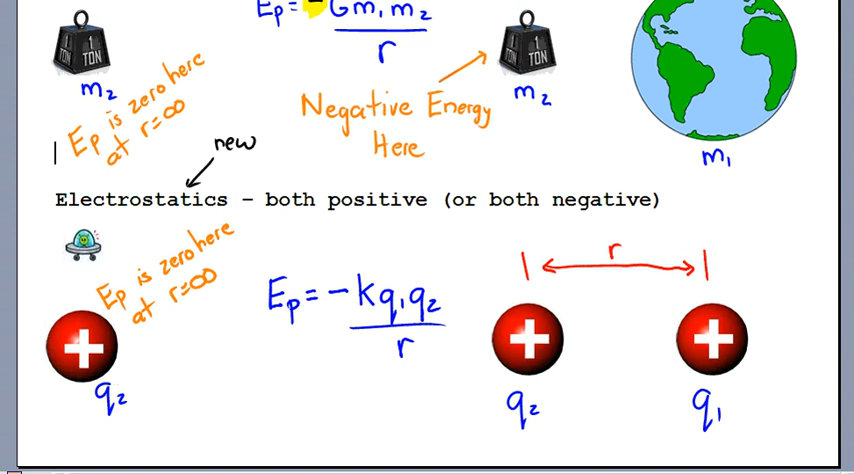 Ep = - Gm₁m₂
r
1 TON
1 TON
m₂
m₂
Ep is zero here
at r=∞
Negative Energy
Here
m₁
new
Electrostatics – both positive (or both negative)
Ep is zero here
at r=∞
r
Ep = - kq₁q₂
r
+
+
+
q₂
q₂
q₁